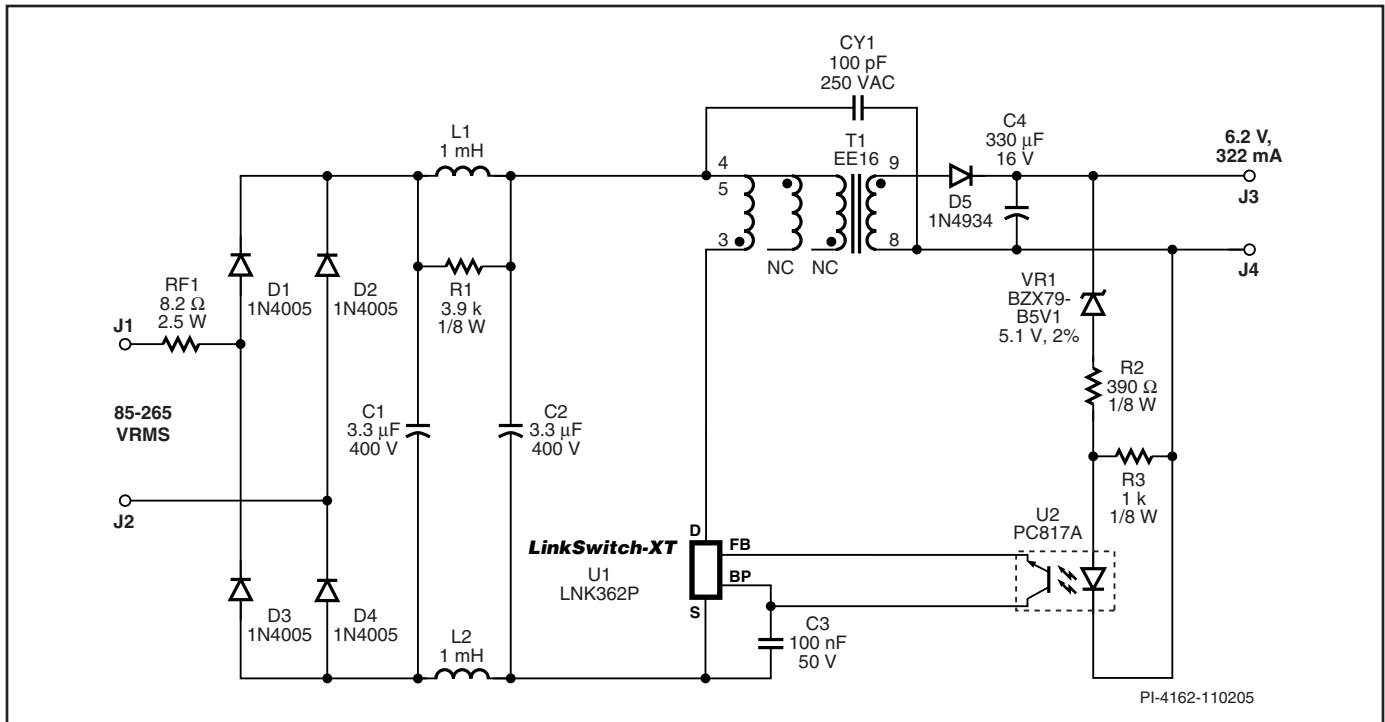 CY1
100 pF
250 VAC
L1
1 mH
T1
EE16
C4
330 µF
16 V
6.2 V,
322 mA
4
5
3
9
8
D5
1N4934
J3
J4
NC
NC
RF1
8.2 Ω
2.5 W
D1
1N4005
D2
1N4005
R1
3.9 k
1/8 W
VR1
BZX79-
B5V1
5.1 V, 2%
J1
85-265
VRMS
J2
C1
3.3 µF
400 V
C2
3.3 µF
400 V
R2
390 Ω
1/8 W
R3
1 k
1/8 W
U2
PC817A
LinkSwitch-XT
U1
LNK362P
D
FB
BP
S
D3
1N4005
D4
1N4005
L2
1 mH
C3
100 nF
50 V
PI-4162-110205